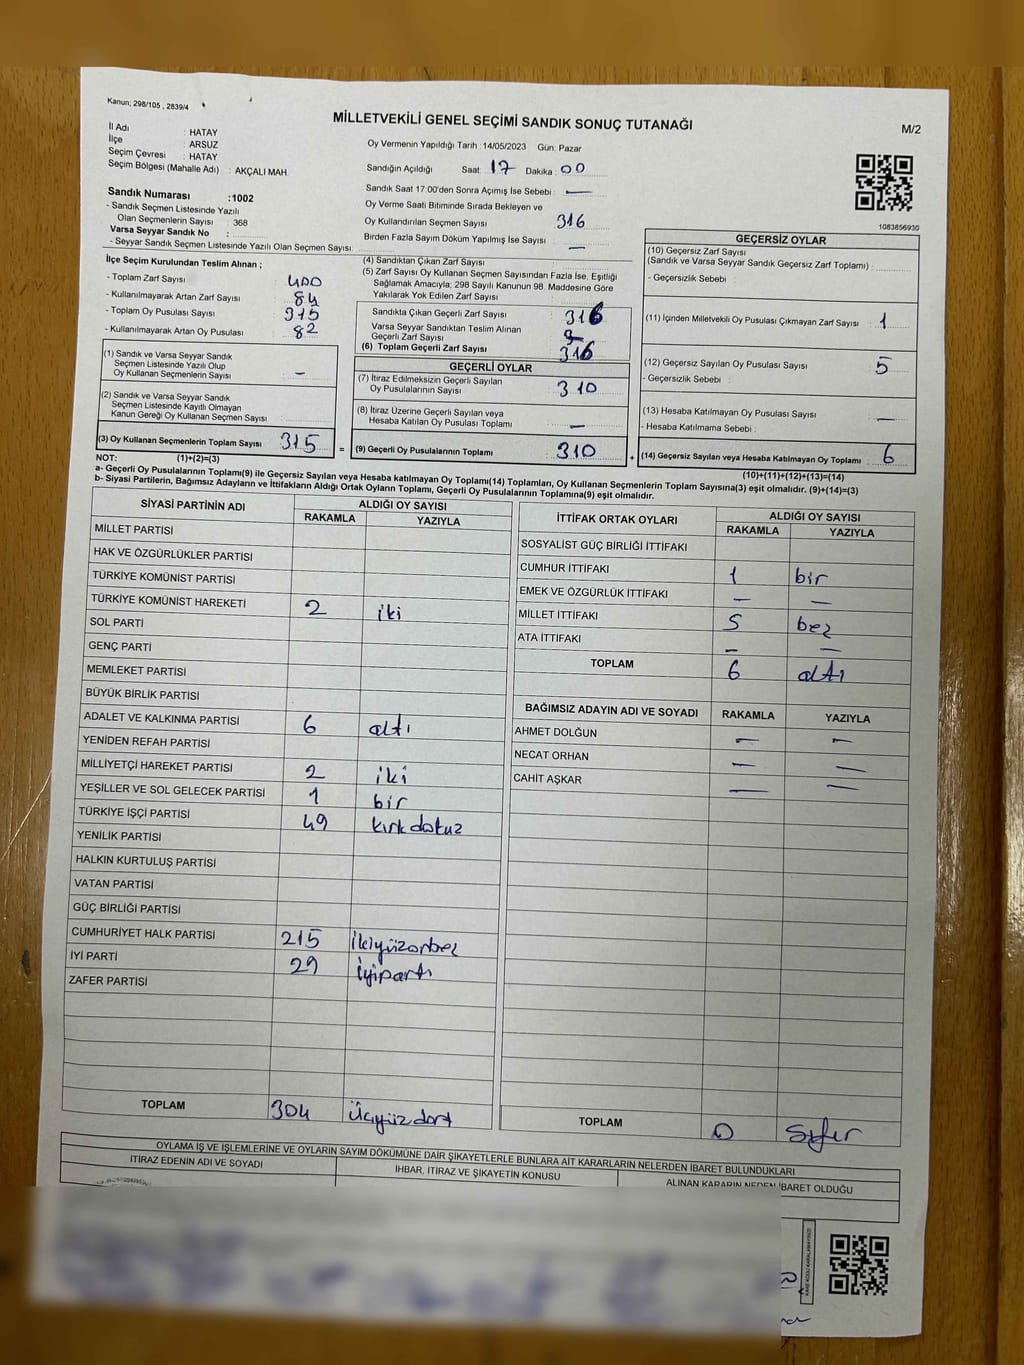 Kanun; 298/105 , 2839/4
MİLLETVEKİLİ GENEL SEÇİMİ SANDIK SONUÇ TUTANAĞI
M/2
İl Adı : HATAY
İlçe : ARSUZ
Seçim Çevresi : HATAY
Seçim Bölgesi (Mahalle Adı) : AKÇALI MAH.
Sandık Numarası :1002
- Sandık Seçmen Listesinde Yazılı
Olan Seçmenlerin Sayısı : 368
Varsa Seyyar Sandık No :
- Seyyar Sandık Seçmen Listesinde Yazılı Olan Seçmen Sayısı:
Oy Vermenin Yapıldığı Tarih :14/05/2023 Gün: Pazar
Sandığın Açıldığı Saat : 17 Dakika : 00
Sandık Saat 17.00'den Sonra Açımış İse Sebebi : —
Oy Verme Saati Bitiminde Sırada Bekleyen ve
Oy Kullandırılan Seçmen Sayısı : 316
Birden Fazla Sayım Döküm Yapılmış İse Sayısı : —
1083856930
İlçe Seçim Kurulundan Teslim Alınan ;
- Toplam Zarf Sayısı : 400
- Kullanılmayarak Artan Zarf Sayısı : 84
- Toplam Oy Pusulası Sayısı : 315
- Kullanılmayarak Artan Oy Pusulası : 82
(1) Sandık ve Varsa Seyyar Sandık
Seçmen Listesinde Yazılı Olup
Oy Kullanan Seçmenlerin Sayısı : —
(2) Sandık ve Varsa Seyyar Sandık
Seçmen Listesinde Kayıtlı Olmayan
Kanun Gereği Oy Kullanan Seçmen Sayısı :
(3) Oy Kullanan Seçmenlerin Toplam Sayısı : 315 =
(4) Sandıktan Çıkan Zarf Sayısı :
(5) Zarf Sayısı Oy Kullanan Seçmen Sayısından Fazla İse, Eşitliği
Sağlamak Amacıyla; 298 Sayılı Kanunun 98. Maddesine Göre
Yakılarak Yok Edilen Zarf Sayısı :
Sandıkta Çıkan Geçerli Zarf Sayısı : 316
Varsa Seyyar Sandıktan Teslim Alınan
Geçerli Zarf Sayısı :
(6) Toplam Geçerli Zarf Sayısı : 316
GEÇERLİ OYLAR
(7) İtiraz Edilmeksizin Geçerli Sayılan
Oy Pusulalarının Sayısı : 310
(8) İtiraz Üzerine Geçerli Sayılan veya
Hesaba Katılan Oy Pusulası Toplamı : —
(9) Geçerli Oy Pusulalarının Toplamı : 310 +
GEÇERSİZ OYLAR
(10) Geçersiz Zarf Sayısı
(Sandık ve Varsa Seyyar Sandık Geçersiz Zarf Toplamı) :
- Geçersizlik Sebebi :
(11) İçinden Milletvekili Oy Pusulası Çıkmayan Zarf Sayısı : 1
(12) Geçersiz Sayılan Oy Pusulası Sayısı : 5
- Geçersizlik Sebebi :
(13) Hesaba Katılmayan Oy Pusulası Sayısı : —
- Hesaba Katılmama Sebebi :
(14) Geçersiz Sayılan veya Hesaba Katılmayan Oy Toplamı : 6
NOT: (1)+(2)=(3)
(10)+(11)+(12)+(13)=(14)
a- Geçerli Oy Pusulalarının Toplamı(9) ile Geçersiz Sayılan veya Hesaba katılmayan Oy Toplamı(14) Toplamları, Oy Kullanan Seçmenlerin Toplam Sayısına(3) eşit olmalıdır. (9)+(14)=(3)
b- Siyasi Partilerin, Bağımsız Adayların ve İttifakların Aldığı Ortak Oyların Toplamı, Geçerli Oy Pusulalarının Toplamına(9) eşit olmalıdır.
SİYASİ PARTİNİN ADI ALDIĞI OY SAYISI
RAKAMLA YAZIYLA
MİLLET PARTİSİ
HAK VE ÖZGÜRLÜKLER PARTİSİ
TÜRKİYE KOMÜNİST PARTİSİ
TÜRKİYE KOMÜNİST HAREKETİ 2 iki
SOL PARTİ
GENÇ PARTİ
MEMLEKET PARTİSİ
BÜYÜK BİRLİK PARTİSİ
ADALET VE KALKINMA PARTİSİ 6 altı
YENİDEN REFAH PARTİSİ
MİLLİYETÇİ HAREKET PARTİSİ 2 iki
YEŞİLLER VE SOL GELECEK PARTİSİ 1 bir
TÜRKİYE İŞÇİ PARTİSİ 49 kırk dokuz
YENİLİK PARTİSİ
HALKIN KURTULUŞ PARTİSİ
VATAN PARTİSİ
GÜÇ BİRLİĞİ PARTİSİ
CUMHURİYET HALK PARTİSİ 215 ikiyüzonbeş
İYİ PARTİ 29 iyiparti
ZAFER PARTİSİ
TOPLAM 304 Üçyüz dört
İTTİFAK ORTAK OYLARI ALDIĞI OY SAYISI
RAKAMLA YAZIYLA
SOSYALİST GÜÇ BİRLİĞİ İTTİFAKI
CUMHUR İTTİFAKI 1 bir
EMEK VE ÖZGÜRLÜK İTTİFAKI — —
MİLLET İTTİFAKI 5 beş
ATA İTTİFAKI — —
TOPLAM 6 altı
BAĞIMSIZ ADAYIN ADI VE SOYADI RAKAMLA YAZIYLA
AHMET DOLĞUN — —
NECAT ORHAN — —
CAHİT AŞKAR — —
TOPLAM 0 Sıfır
OYLAMA İŞ VE İŞLEMLERİNE VE OYLARIN SAYIM DÖKÜMÜNE DAİR ŞİKAYETLERLE BUNLARA AİT KARARLARIN NELERDEN İBARET BULUNDUKLARI
İTİRAZ EDENİN ADI VE SOYADI İHBAR, İTİRAZ VE ŞİKAYETİN KONUSU ALINAN KARARIN NEDEN İBARET OLDUĞU